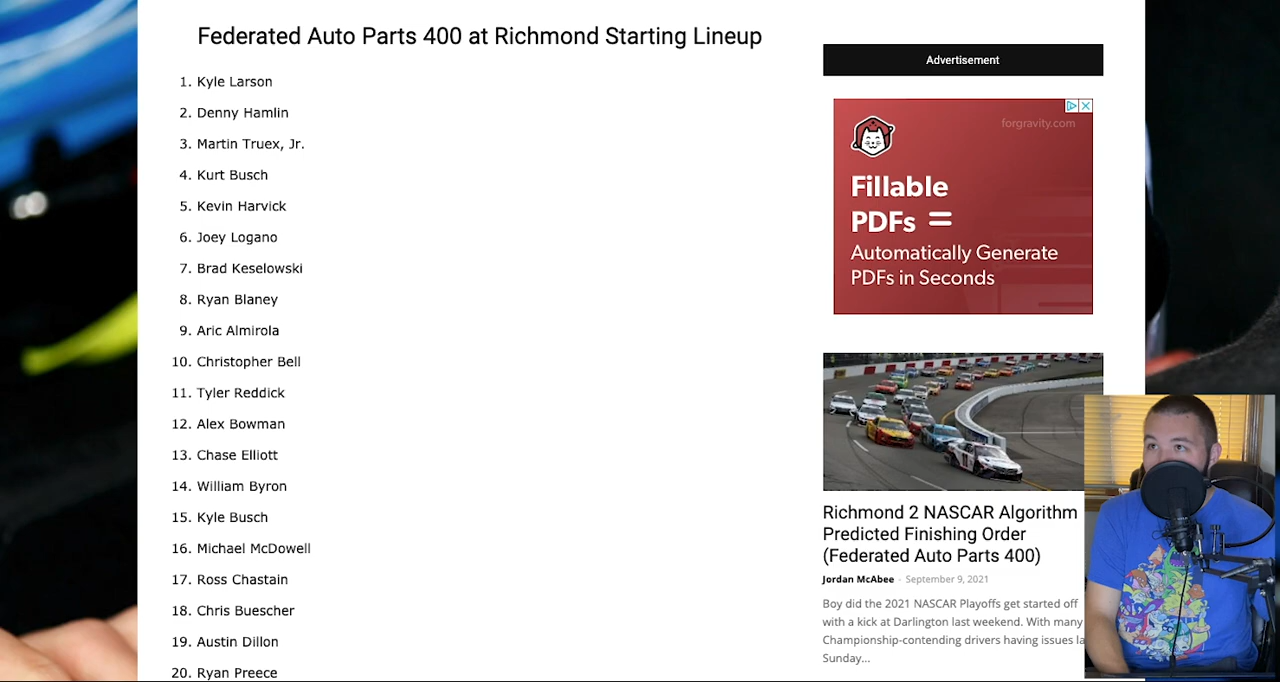 Federated Auto Parts 400 at Richmond Starting Lineup
1. Kyle Larson
2. Denny Hamlin
3. Martin Truex, Jr.
4. Kurt Busch
5. Kevin Harvick
6. Joey Logano
7. Brad Keselowski
8. Ryan Blaney
9. Aric Almirola
10. Christopher Bell
11. Tyler Reddick
12. Alex Bowman
13. Chase Elliott
14. William Byron
15. Kyle Busch
16. Michael McDowell
17. Ross Chastain
18. Chris Buescher
19. Austin Dillon
20. Ryan Preece
Advertisement
forgravity.com
Fillable
PDFs =
Automatically Generate
PDFs in Seconds
Richmond 2 NASCAR Algorithm
Predicted Finishing Order
(Federated Auto Parts 400)
Jordan McAbee - September 9, 2021
Boy did the 2021 NASCAR Playoffs get started off
with a kick at Darlington last weekend. With many
Championship-contending drivers having issues la
Sunday...